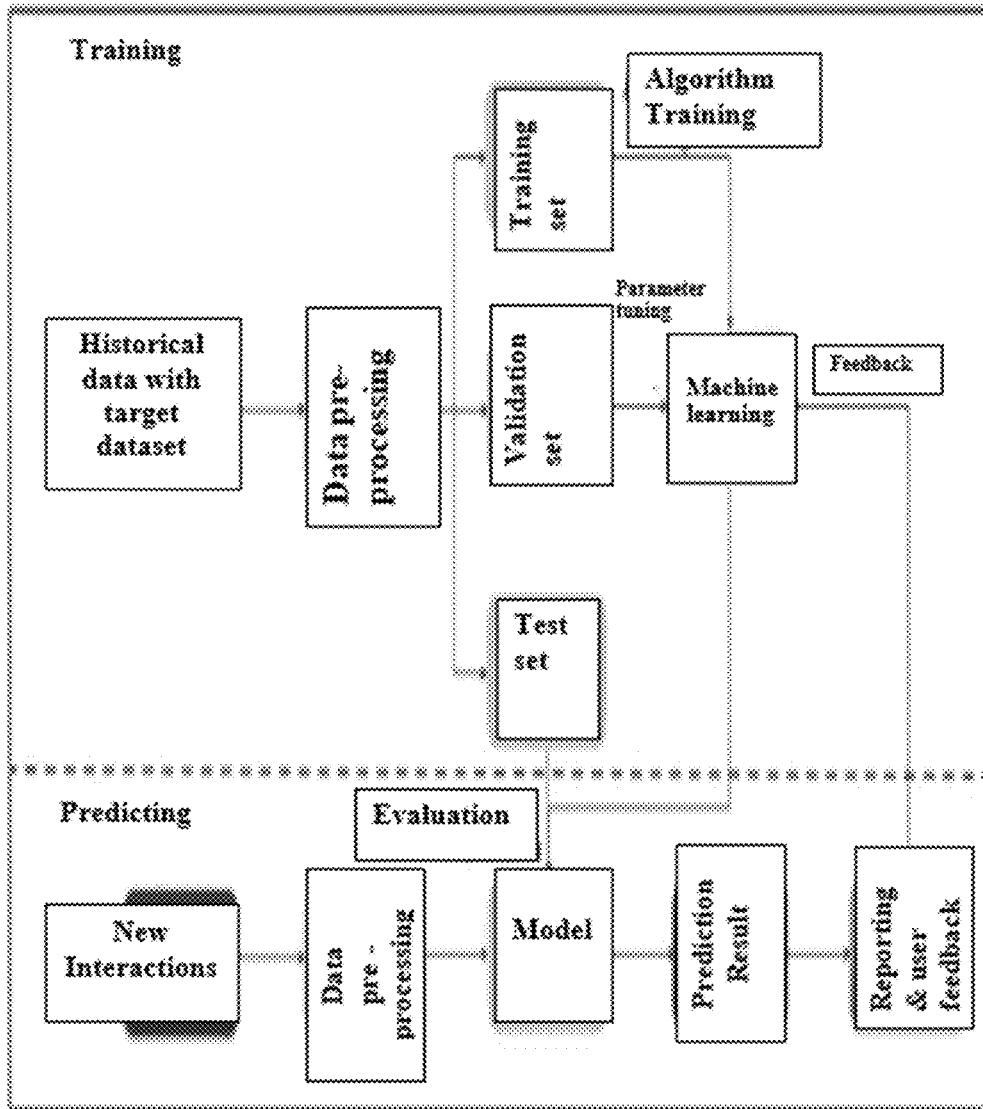 Training
Algorithm
Training
Training
set
Parameter
tuning
Historical
data with
target
dataset
Data pre-
processing
Validation
set
Machine
learning
Feedback
Test
set
Predicting
Evaluation
New
Interactions
Data
pre -
processing
Model
Prediction
Result
Reporting
& user
feedback